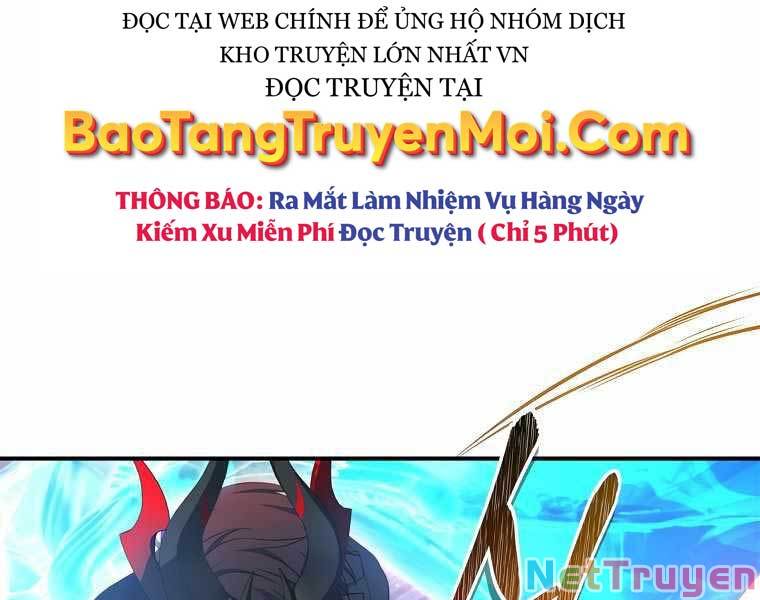 ĐỌC TẠI WEB CHÍNH ĐỂ ỦNG HỘ NHÓM DỊCH
KHO TRUYỆN LỚN NHẤT VN
ĐỌC TRUYỆN TẠI
BaoTangTruyenMoi.Com
THÔNG BÁO: Ra Mắt Làm Nhiệm Vụ Hàng Ngày
Kiếm Xu Miễn Phí Đọc Truyện ( Chỉ 5 Phút)
NetTruyen